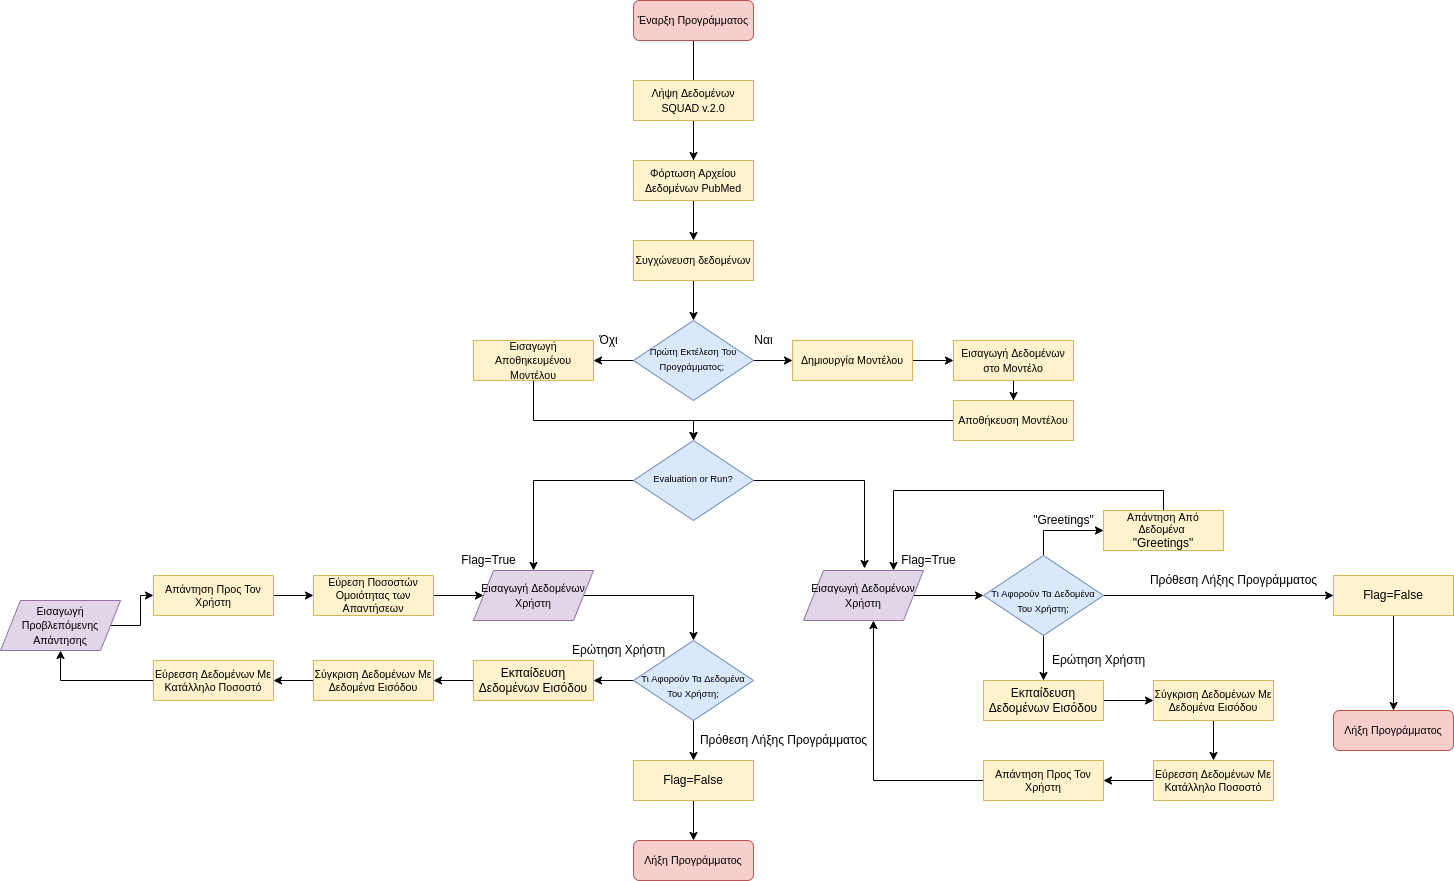 Έναρξη Προγράμματος
Λήψη Δεδομένων
SQUAD v.2.0
Φόρτωση Αρχείου
Δεδομένων PubMed
Συγχώνευση δεδομένων
Πρώτη Εκτέλεση Του
Προγράμματος;
Όχι
Ναι
Εισαγωγή
Αποθηκευμένου
Μοντέλου
Δημιουργία Μοντέλου
Εισαγωγή Δεδομένων
στο Μοντέλο
Αποθήκευση Μοντέλου
Evaluation or Run?
Flag=True
Εισαγωγή Δεδομένων
Χρήστη
Τι Αφορούν Τα Δεδομένα
Του Χρήστη;
Ερώτηση Χρήστη
Εκπαίδευση
Δεδομένων Εισόδου
Σύγκριση Δεδομένων Με
Δεδομένα Εισόδου
Εύρεσση Δεδομένων Με
Κατάλληλο Ποσοστό
Εισαγωγή
Προβλεπόμενης
Απάντησης
Απάντηση Προς Τον
Χρήστη
Εύρεση Ποσοστών
Ομοιότητας των
Απαντήσεων
Πρόθεση Λήξης Προγράμματος
Flag=False
Λήξη Προγράμματος
Flag=True
Εισαγωγή Δεδομένων
Χρήστη
Τι Αφορούν Τα Δεδομένα
Του Χρήστη;
"Greetings"
Απάντηση Από
Δεδομένα
"Greetings"
Πρόθεση Λήξης Προγράμματος
Flag=False
Λήξη Προγράμματος
Ερώτηση Χρήστη
Εκπαίδευση
Δεδομένων Εισόδου
Σύγκριση Δεδομένων Με
Δεδομένα Εισόδου
Εύρεσση Δεδομένων Με
Κατάλληλο Ποσοστό
Απάντηση Προς Τον
Χρήστη